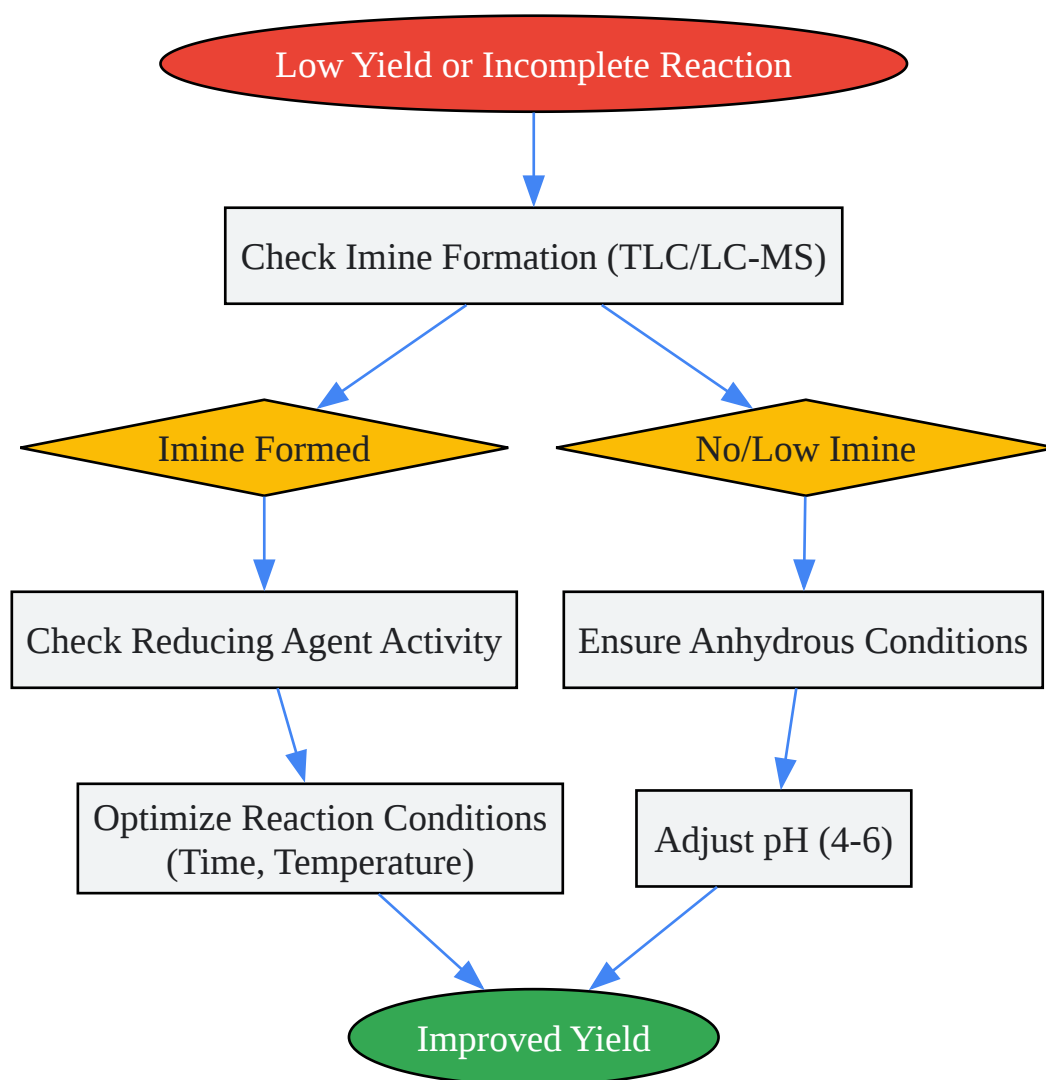 Low Yield or Incomplete Reaction
Check Imine Formation (TLC/LC-MS)
Imine Formed
No/Low Imine
Check Reducing Agent Activity
Ensure Anhydrous Conditions
Optimize Reaction Conditions
(Time, Temperature)
Adjust pH (4-6)
Improved Yield